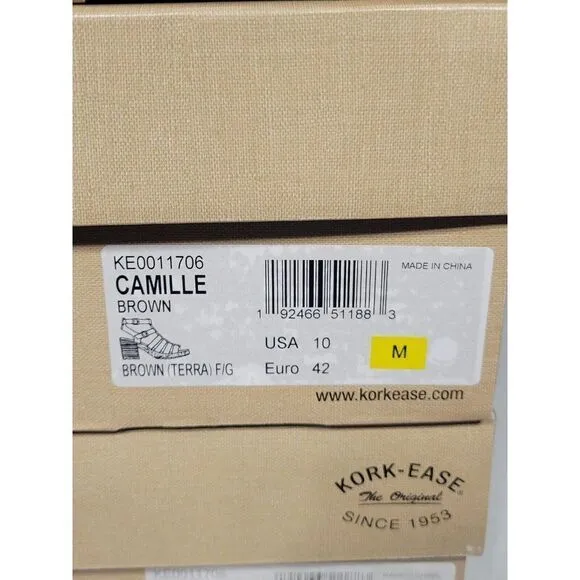 KE0011706
CAMILLE
BROWN
BROWN (TERRA) F/G
1 92466 51188 3
MADE IN CHINA
USA 10
Euro 42
M
www.korkease.com
KORK-EASE®
The Original
SINCE 1953